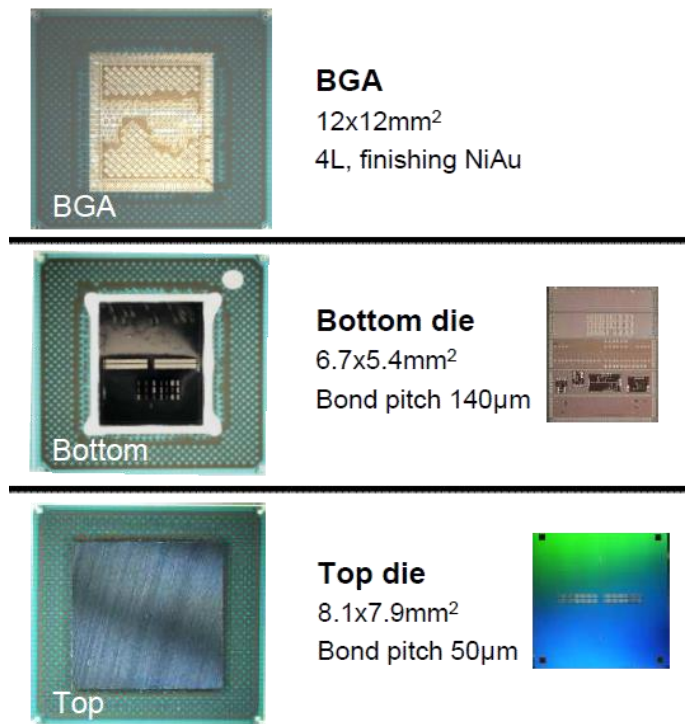 BGA
BGA
12x12mm²
4L, finishing NiAu
Bottom
Bottom die
6.7x5.4mm²
Bond pitch 140µm
Top
Top die
8.1x7.9mm²
Bond pitch 50µm